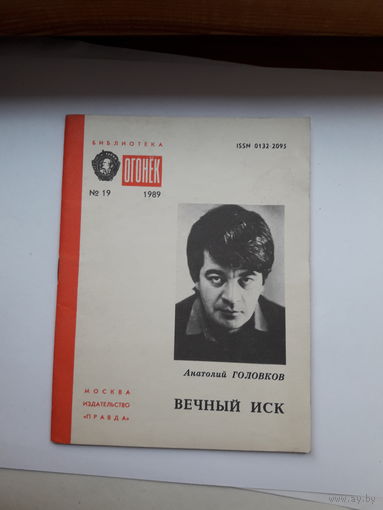 БИБЛИОТЕКА
ISSN 0132-2095
ОГОНЕК
№ 19 1989
Анатолий ГОЛОВКОВ
ВЕЧНЫЙ ИСК
МОСКВА
ИЗДАТЕЛЬСТВО
«ПРАВДА»
www.ay.by